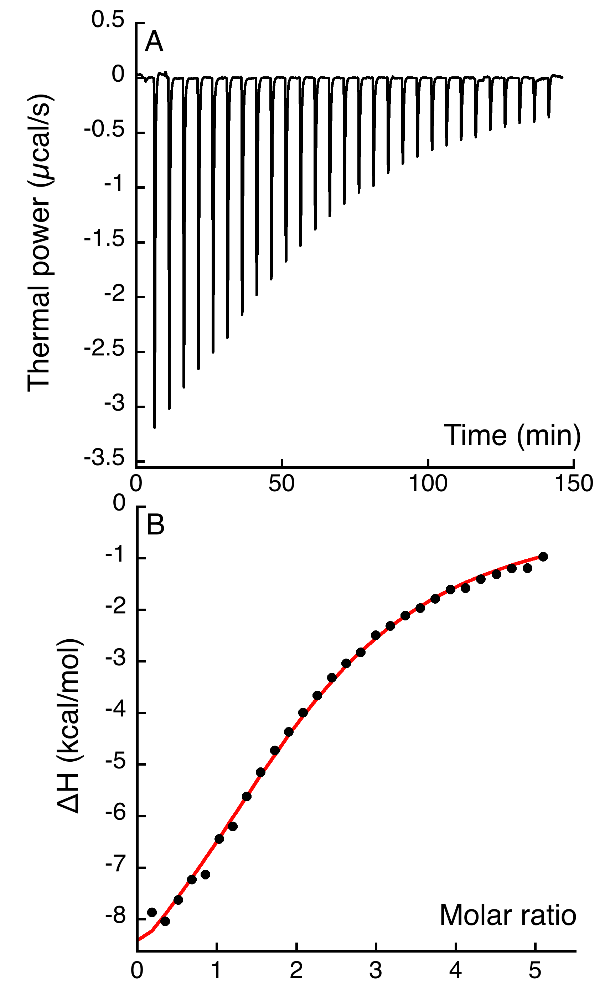 0.5
A
0
-0.5
-1
-1.5
-2
-2.5
-3
-3.5
Thermal power (µcal/s)
Time (min)
0 50 100 150
0
B
-1
-2
-3
-4
-5
-6
-7
-8
ΔH (kcal/mol)
Molar ratio
0 1 2 3 4 5